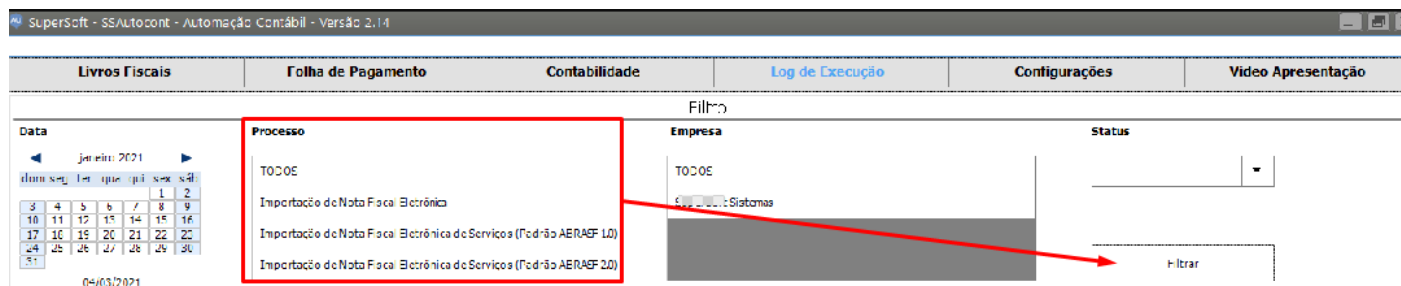 SuperSoft - SSAutocont - Automação Contábil - Versão 2.14
Livros Fiscais Folha de Pagamento Contabilidade Log de Execução Configurações Video Apresentação
Filtro
Data
janeiro 2021
dom seg ter qua qui sex sáb
1 2
3 4 5 6 7 8 9
10 11 12 13 14 15 16
17 18 19 20 21 22 23
24 25 26 27 28 29 30
31
04/03/2021
Processo
TODOS
Importação de Nota Fiscal Eletrônica
Importação de Nota Fiscal Eletrônica de Serviços (Padrão ABRASF 1.0)
Importação de Nota Fiscal Eletrônica de Serviços (Padrão ABRASF 2.0)
Empresa
TODOS
Sistemas
Status
Filtrar